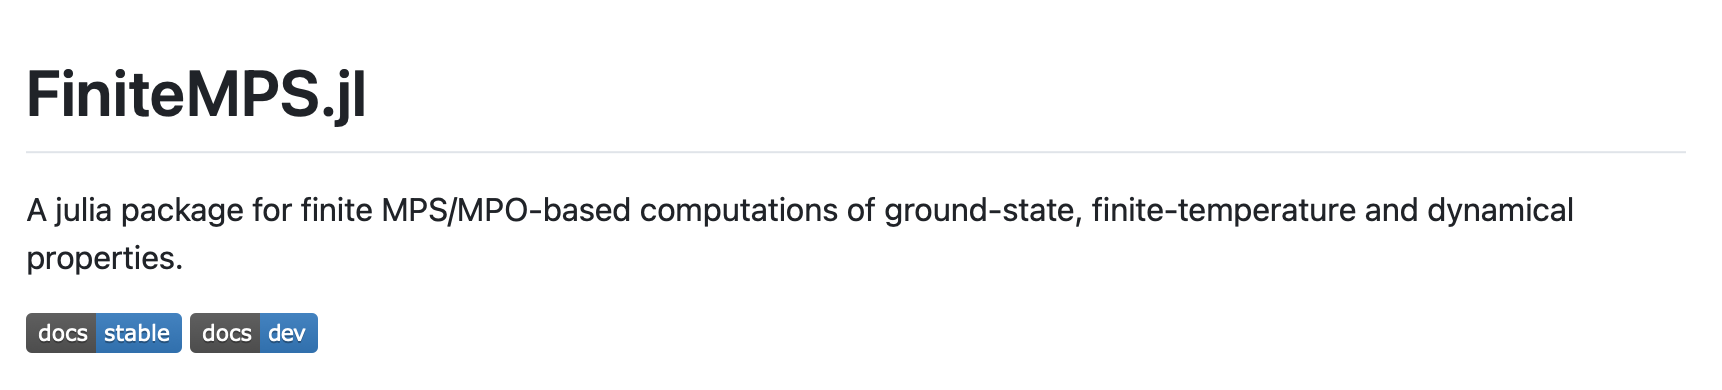 FiniteMPS.jl
A julia package for finite MPS/MPO-based computations of ground-state, finite-temperature and dynamical
properties.
docs stable docs dev